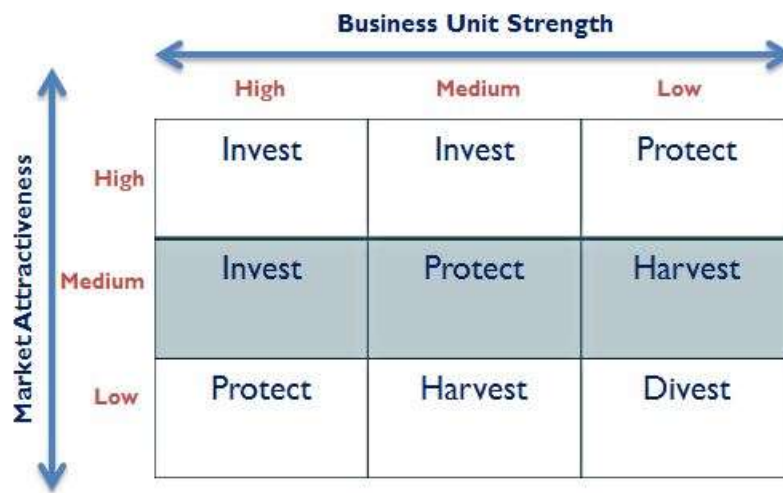 Business Unit Strength
High Medium Low
Market Attractiveness
High Invest Invest Protect
Medium Invest Protect Harvest
Low Protect Harvest Divest